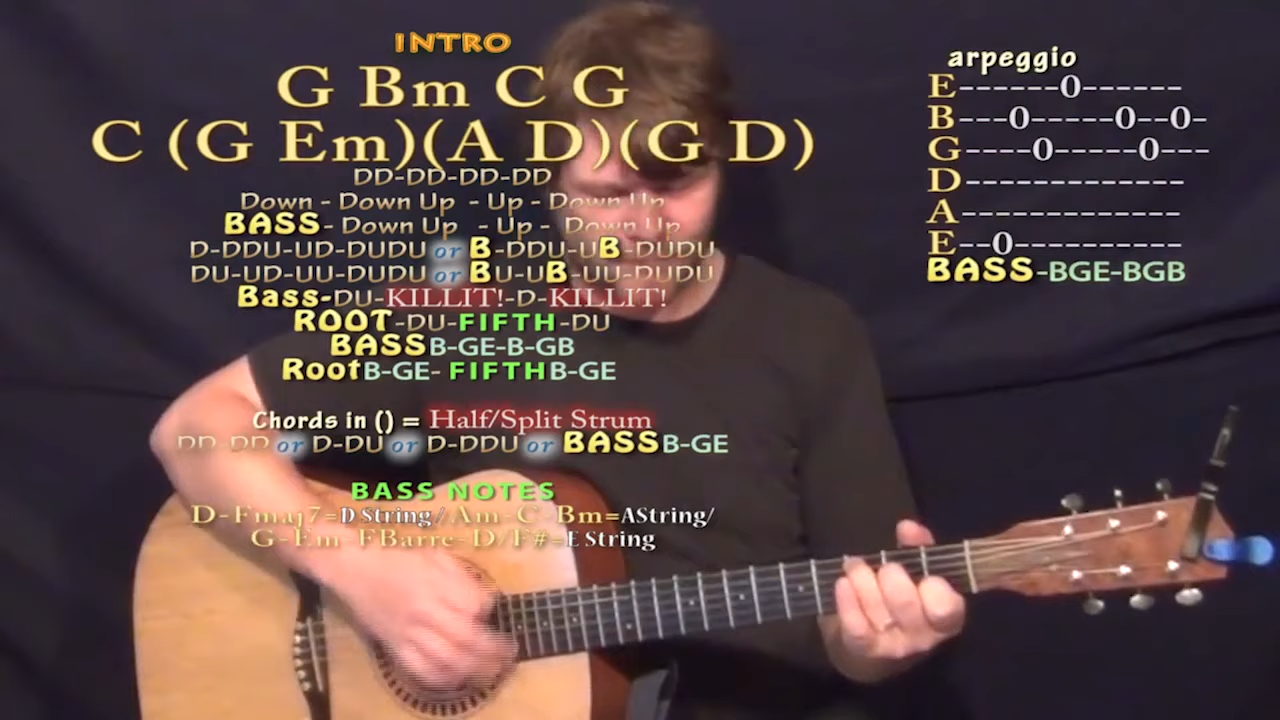 INTRO
G Bm C G
C (G Em)(A D)(G D)
DD-DD-DD-DD
Down - Down Up - Up - Down Up
BASS - Down Up - Up - Down Up
D-DDU-UD-DUDU or B-DDU-UB-DUDU
DU-UD-UU-DUDU or BU-UB-UU-DUDU
Bass-DU-KILLIT!-D-KILLIT!
ROOT-DU-FIFTH-DU
BASSB-GE-B-GB
RootB-GE- FIFTHB-GE
Chords in () = Half/Split Strum
DD-DD or D-DU or D-DDU or BASSB-GE
BASS NOTES
D-Fmaj7=D String / Am-C-Bm=AString/
G-Em-FBarre-D/F#=E String
arpeggio
E------0------
B---0-----0--0-
G----0-----0---
D-------------
A-------------
E--0----------
BASS-BGE-BGB